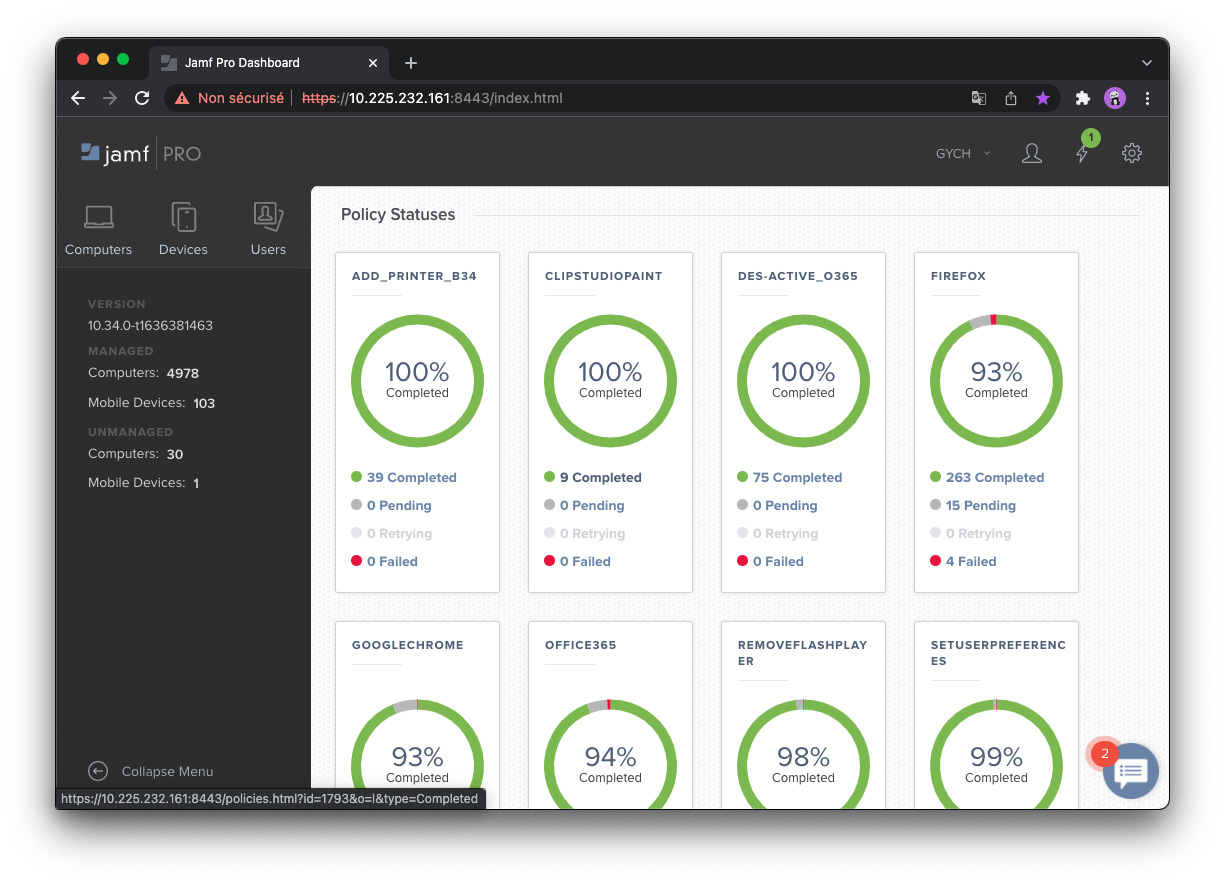 Jamf Pro Dashboard
Non sécurisé https://10.225.232.161:8443/index.html
jamf PRO
GYCH
1
Computers Devices Users
VERSION
10.34.0-t1636381463
MANAGED
Computers: 4978
Mobile Devices: 103
UNMANAGED
Computers: 30
Mobile Devices: 1
Collapse Menu
Policy Statuses
ADD_PRINTER_B34
100%
Completed
39 Completed
0 Pending
0 Retrying
0 Failed
CLIPSTUDIOPAINT
100%
Completed
9 Completed
0 Pending
0 Retrying
0 Failed
DES-ACTIVE_O365
100%
Completed
75 Completed
0 Pending
0 Retrying
0 Failed
FIREFOX
93%
Completed
263 Completed
15 Pending
0 Retrying
4 Failed
GOOGLECHROME
93%
Completed
OFFICE365
94%
Completed
REMOVEFLASHPLAY
ER
98%
Completed
SETUSERPREFERENC
ES
99%
Completed
2
https://10.225.232.161:8443/policies.html?id=1793&o=l&type=Completed